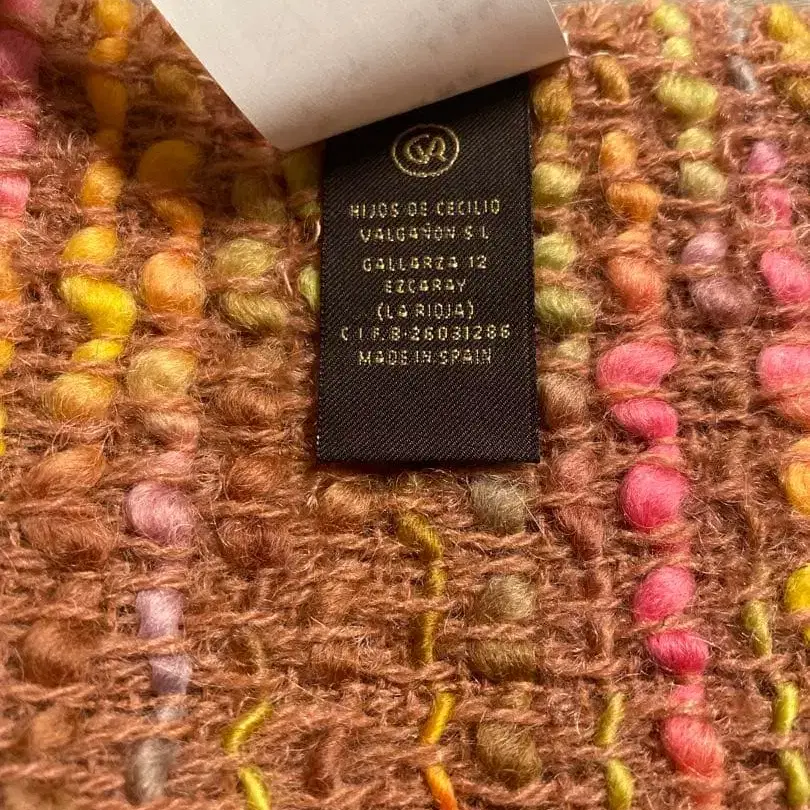 HIJOS DE CECILIO
VALGAÑON S L
GALLARZA 12
EZCARAY
(LA RIOJA)
C I F. B-26031286
MADE IN SPAIN